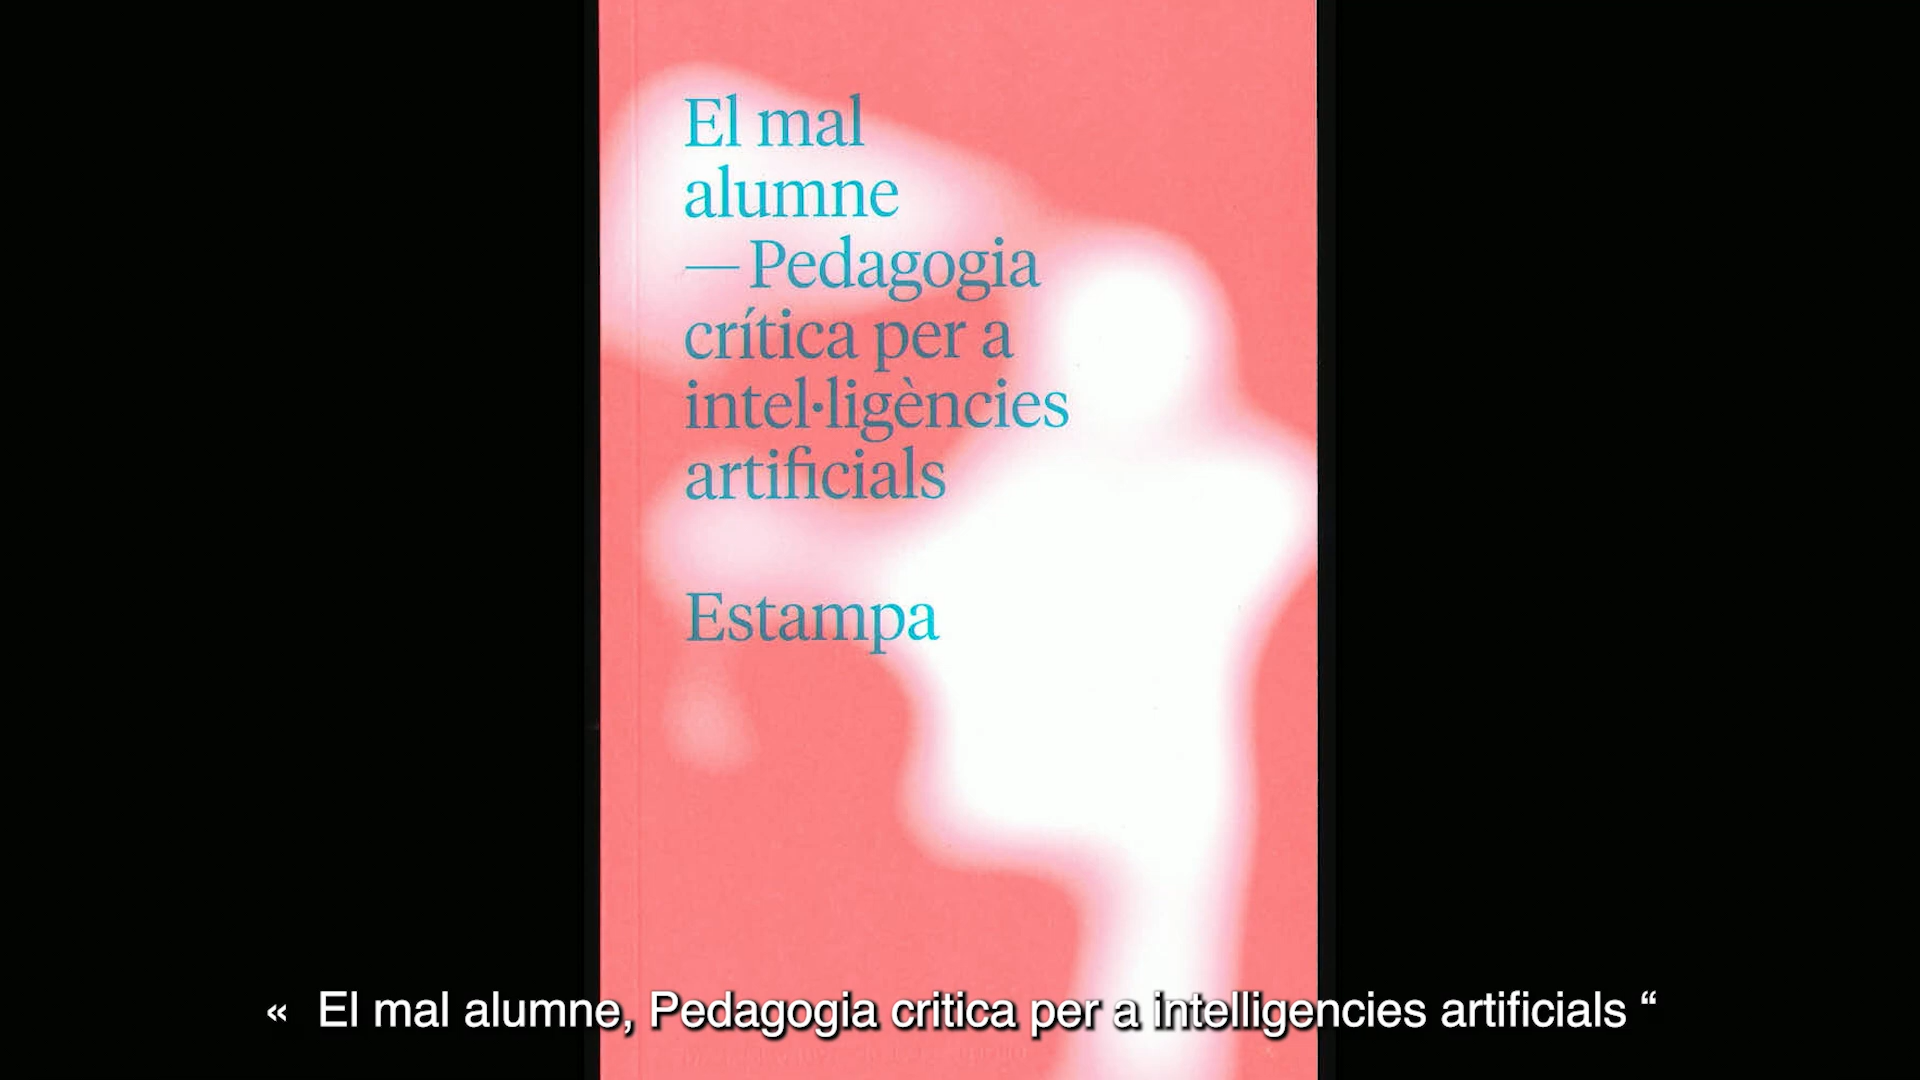 El mal
alumne
— Pedagogia
crítica per a
intel·ligències
artificials
Estampa
«  El mal alumne, Pedagogia critica per a intelligencies artificials “